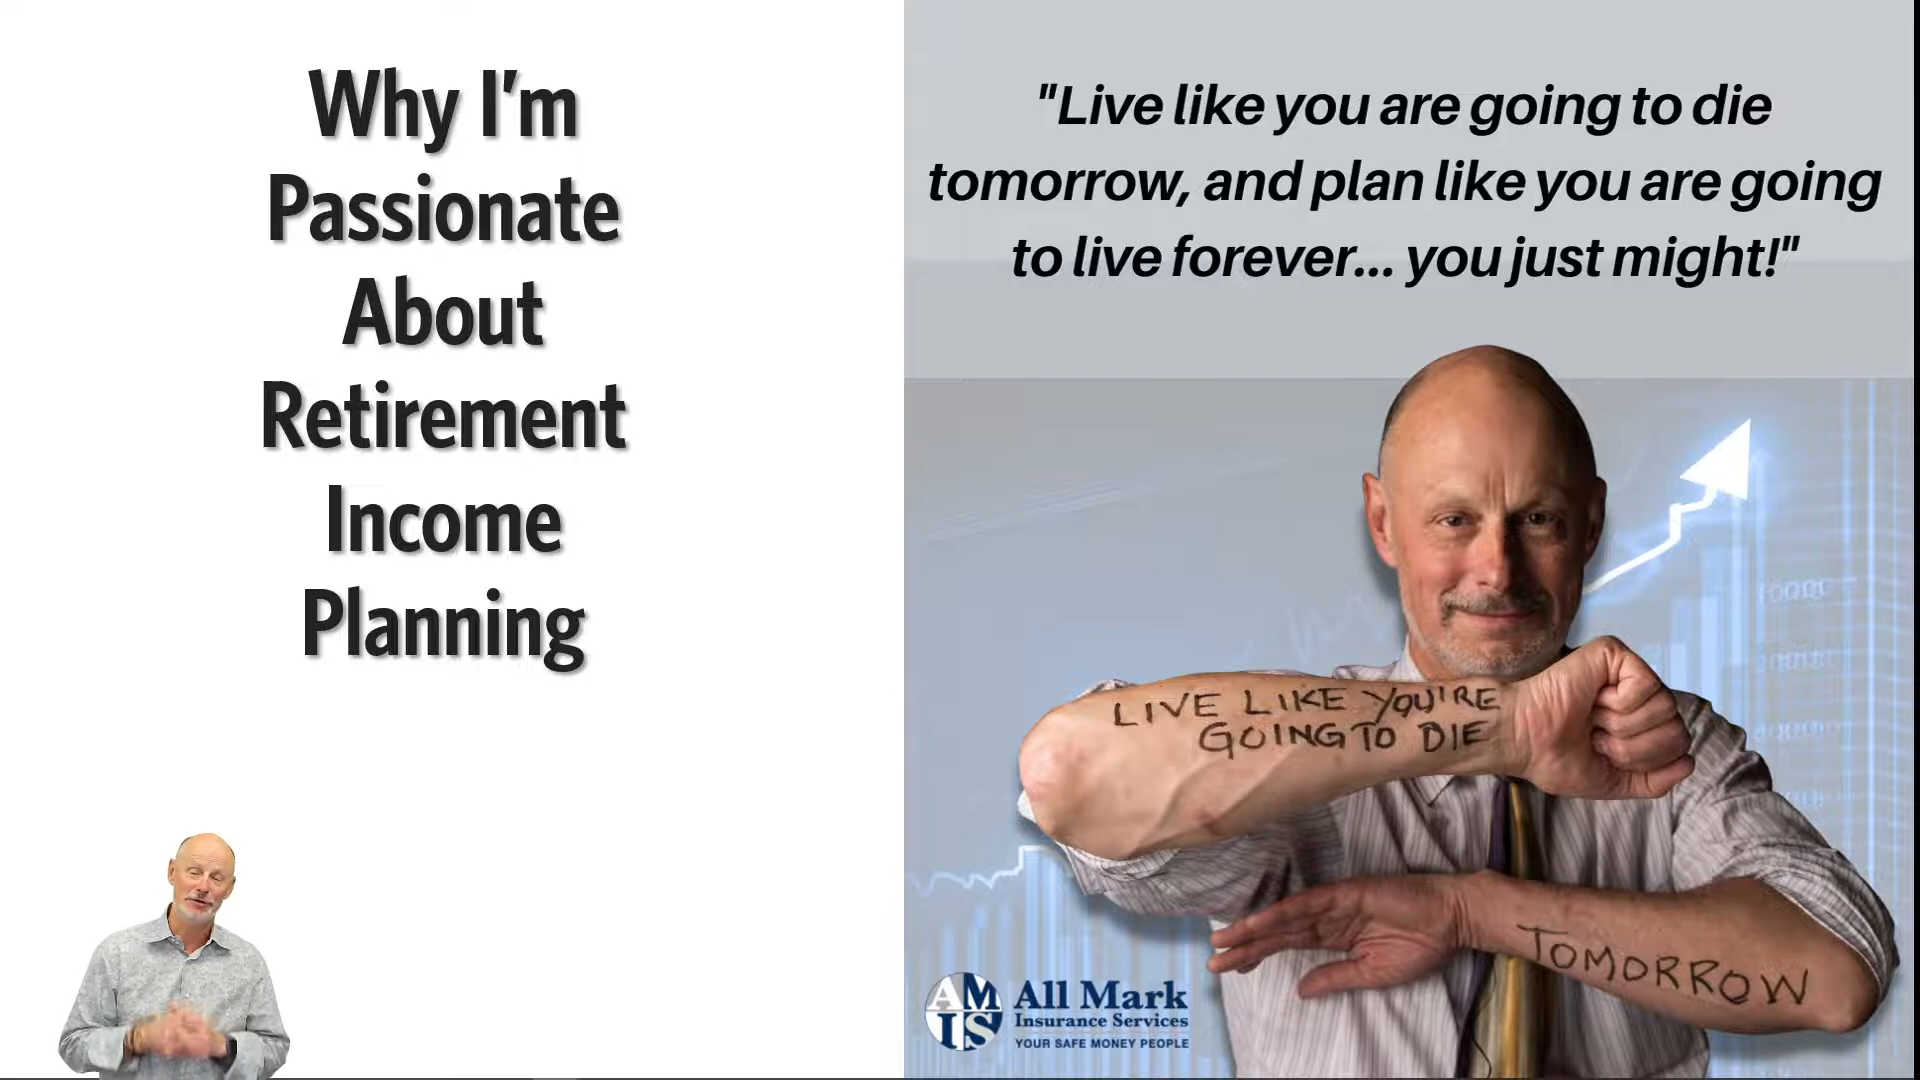 Why I'm
Passionate
About
Retirement
Income
Planning
"Live like you are going to die
tomorrow, and plan like you are going
to live forever... you just might!"
LIVE LIKE YOU'RE
GOING TO DIE
TOMORROW
AMIS
All Mark
Insurance Services
YOUR SAFE MONEY PEOPLE